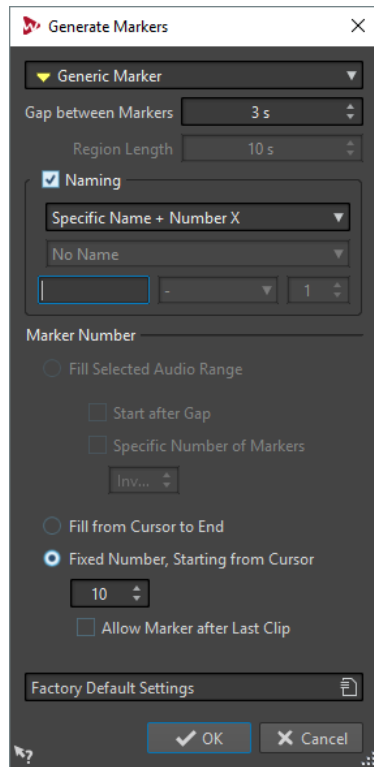 Generate Markers
Generic Marker
Gap between Markers 3 s
Region Length 10 s
Naming
Specific Name + Number X
No Name
- 1
Marker Number
Fill Selected Audio Range
Start after Gap
Specific Number of Markers
Inv...
Fill from Cursor to End
Fixed Number, Starting from Cursor
10
Allow Marker after Last Clip
Factory Default Settings
OK Cancel
?